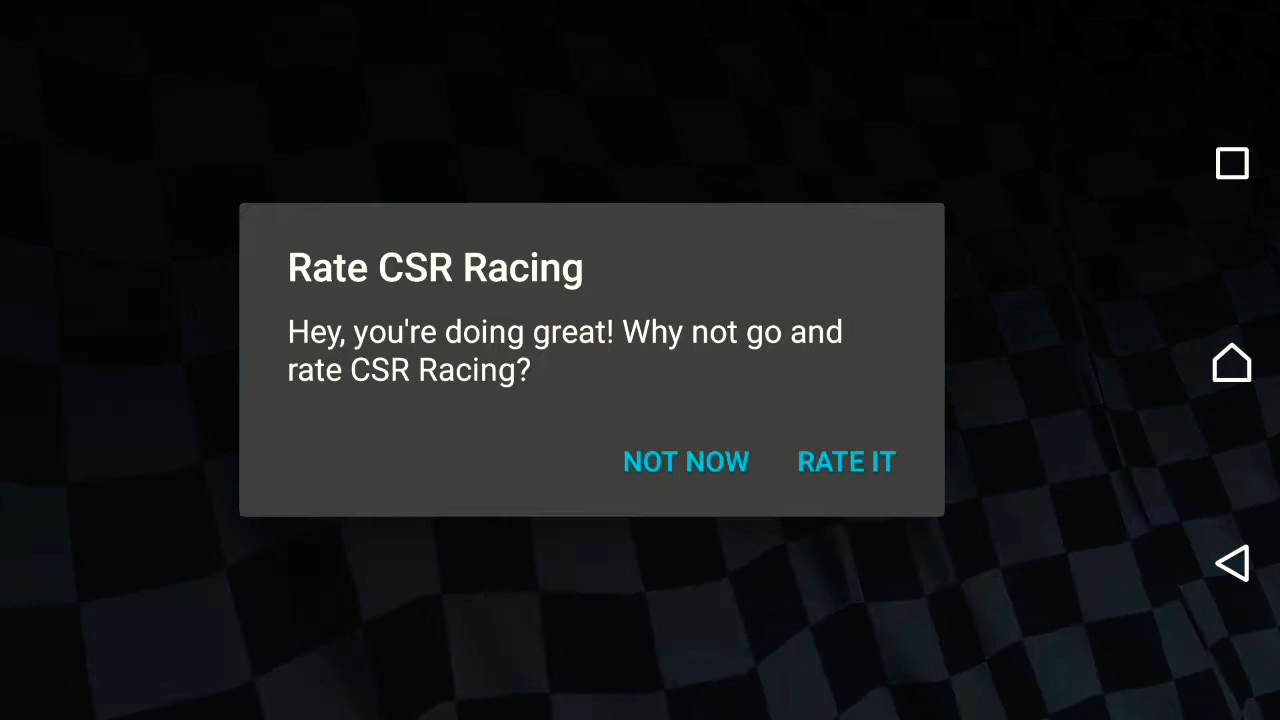 Rate CSR Racing
Hey, you're doing great! Why not go and
rate CSR Racing?
NOT NOW RATE IT